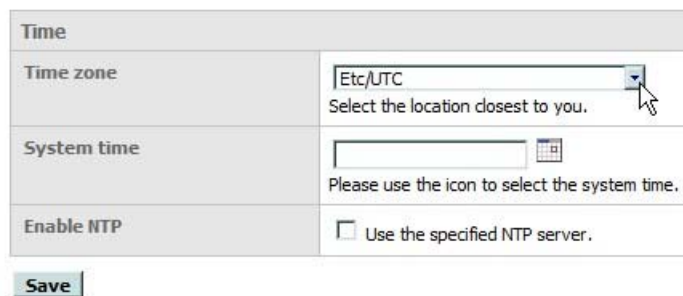 Time
Time zone
Etc/UTC
Select the location closest to you.
System time
Please use the icon to select the system time.
Enable NTP
Use the specified NTP server.
Save